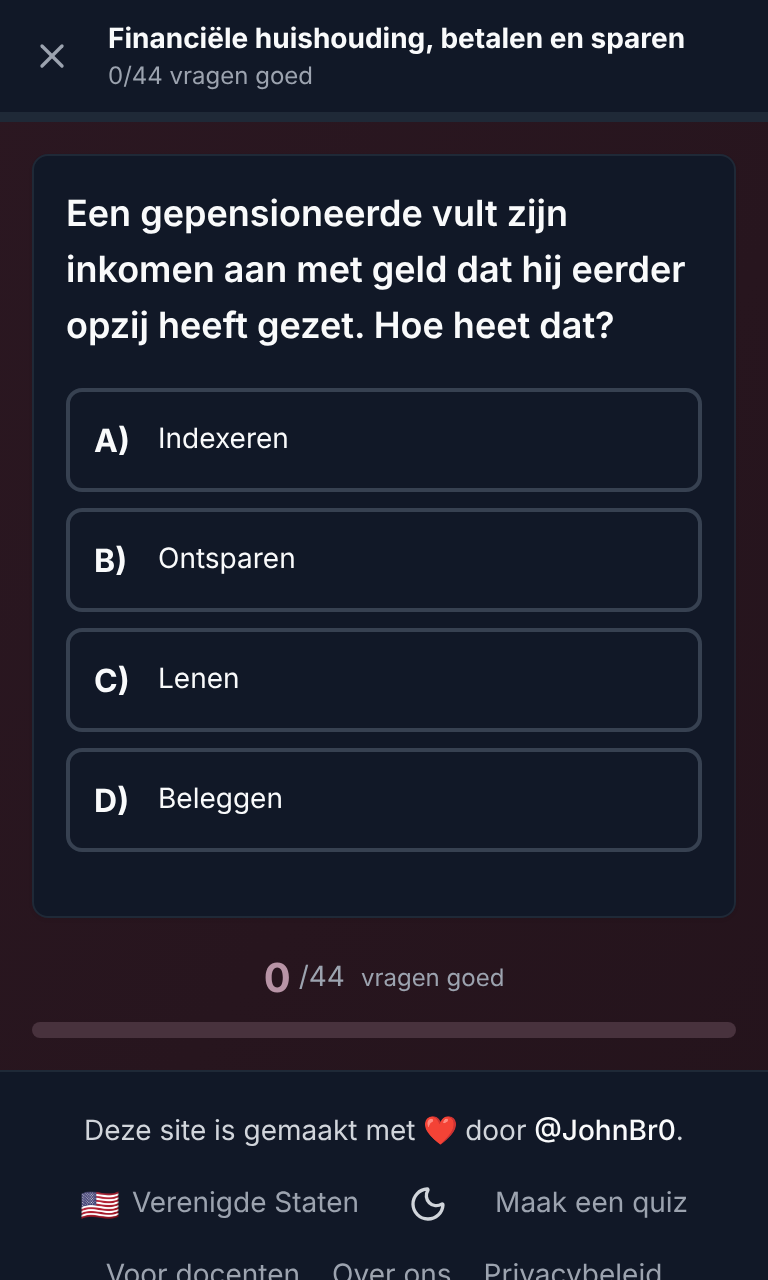 Financiële huishouding, betalen en sparen
0/44 vragen goed
Een gepensioneerde vult zijn
inkomen aan met geld dat hij eerder
opzij heeft gezet. Hoe heet dat?
A) Indexeren
B) Ontsparen
C) Lenen
D) Beleggen
0 /44 vragen goed
Deze site is gemaakt met ❤️ door @JohnBr0.
🇺🇸 Verenigde Staten Maak een quiz
Voor docenten Over ons Privacybeleid